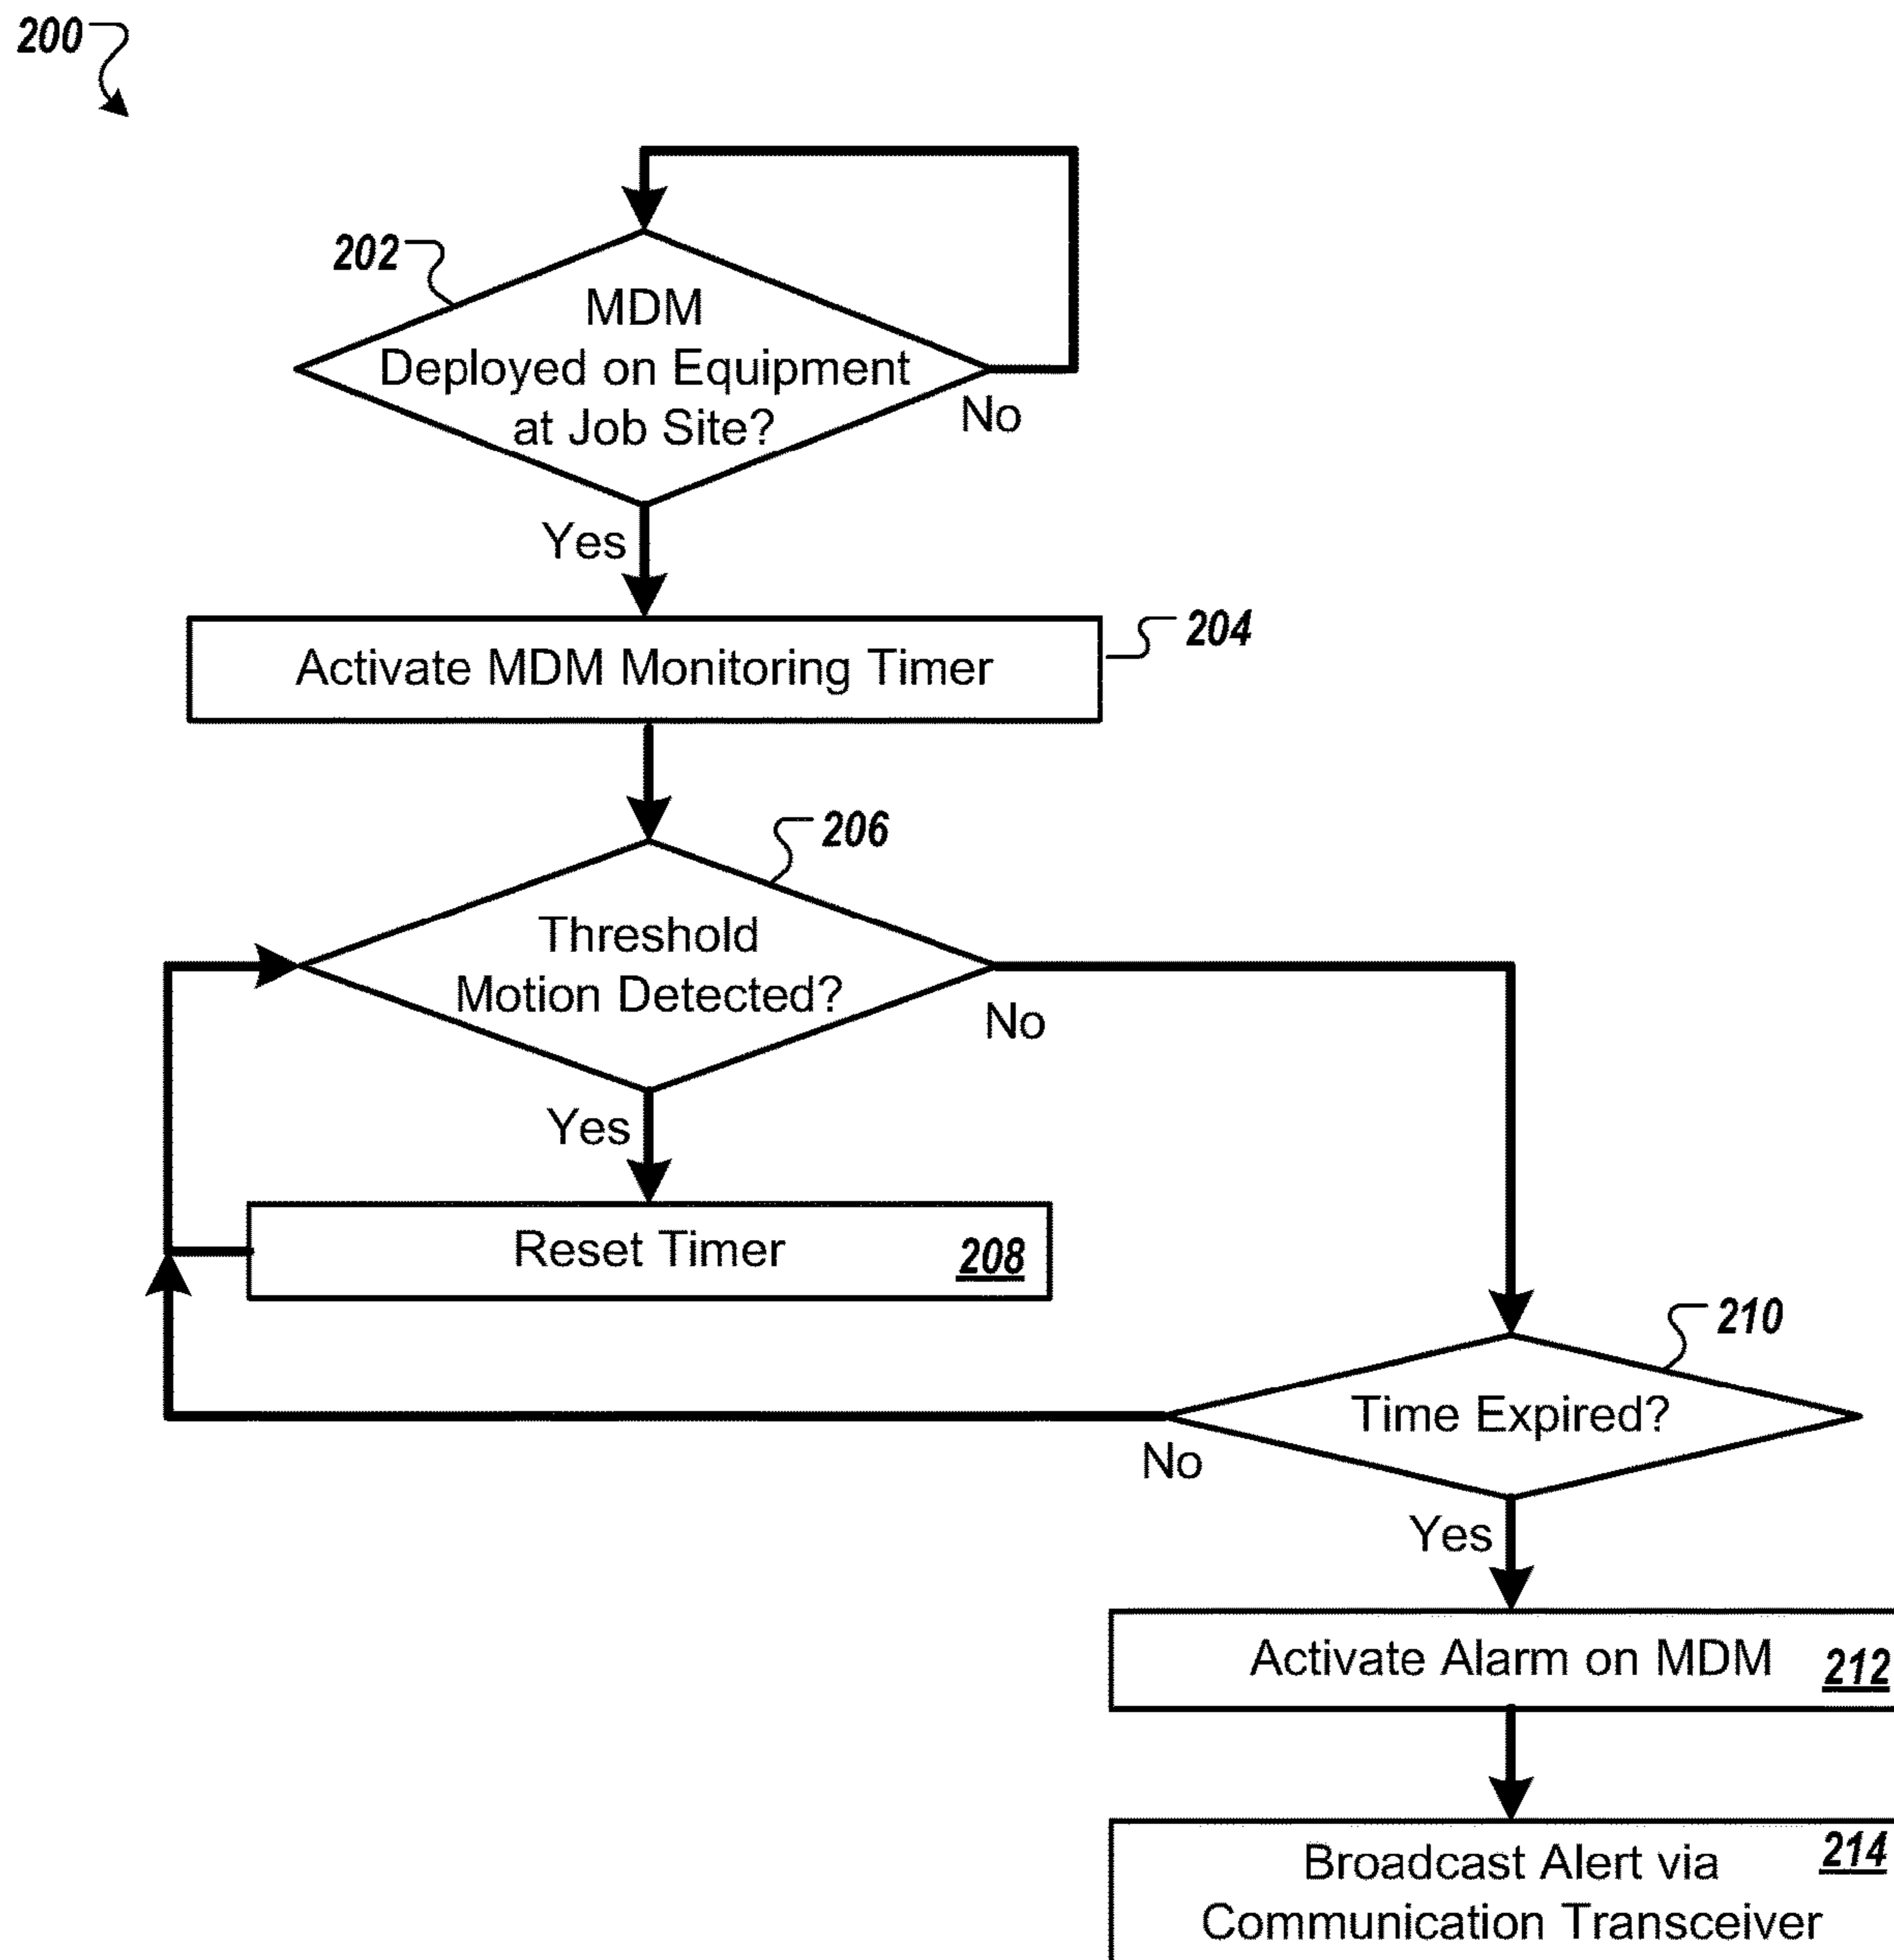 200
202
MDM
Deployed on Equipment
at Job Site?
No
Yes
Activate MDM Monitoring Timer
204
206
Threshold
Motion Detected?
No
Yes
Reset Timer 208
210
Time Expired?
No
Yes
Activate Alarm on MDM 212
Broadcast Alert via 214
Communication Transceiver